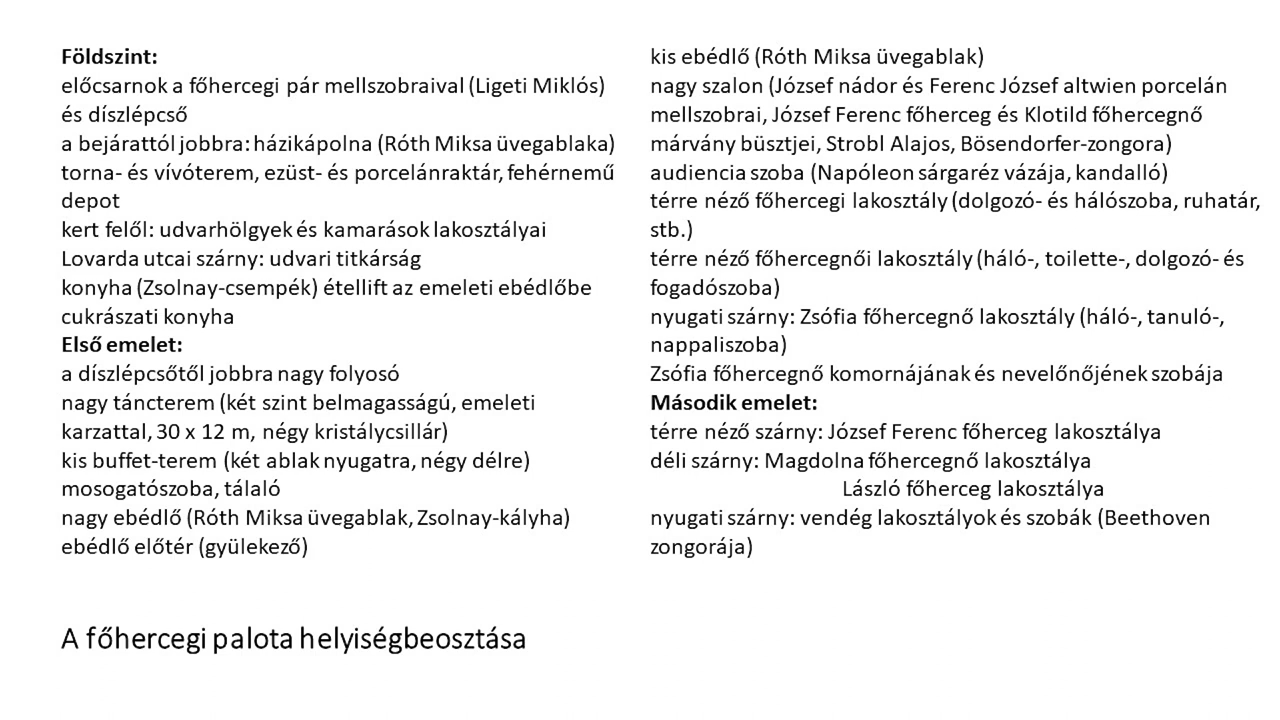 Földszint:
előcsarnok a főhercegi pár mellszobraival (Ligeti Miklós)
és díszlépcső
a bejárattól jobbra: házikápolna (Róth Miksa üvegablaka)
torna- és vívóterem, ezüst- és porcelánraktár, fehérnemű
depot
kert felől: udvarhölgyek és kamarások lakosztályai
Lovarda utcai szárny: udvari titkárság
konyha (Zsolnay-csempék) étellift az emeleti ebédlőbe
cukrászati konyha
Első emelet:
a díszlépcsőtől jobbra nagy folyosó
nagy táncterem (két szint belmagasságú, emeleti
karzattal, 30 x 12 m, négy kristálycsillár)
kis buffet-terem (két ablak nyugatra, négy délre)
mosogatószoba, tálaló
nagy ebédlő (Róth Miksa üvegablak, Zsolnay-kályha)
ebédlő előtér (gyülekező)
kis ebédlő (Róth Miksa üvegablak)
nagy szalon (József nádor és Ferenc József altwien porcelán
mellszobrai, József Ferenc főherceg és Klotild főhercegnő
márvány büsztjei, Strobl Alajos, Bösendorfer-zongora)
audiencia szoba (Napóleon sárgaréz vázája, kandalló)
térre néző főhercegi lakosztály (dolgozó- és hálószoba, ruhatár,
stb.)
térre néző főhercegnői lakosztály (háló-, toilette-, dolgozó- és
fogadószoba)
nyugati szárny: Zsófia főhercegnő lakosztály (háló-, tanuló-,
nappaliszoba)
Zsófia főhercegnő komornájának és nevelőnőjének szobája
Második emelet:
térre néző szárny: József Ferenc főherceg lakosztálya
déli szárny: Magdolna főhercegnő lakosztálya
László főherceg lakosztálya
nyugati szárny: vendég lakosztályok és szobák (Beethoven
zongorája)
A főhercegi palota helyiségbeosztása